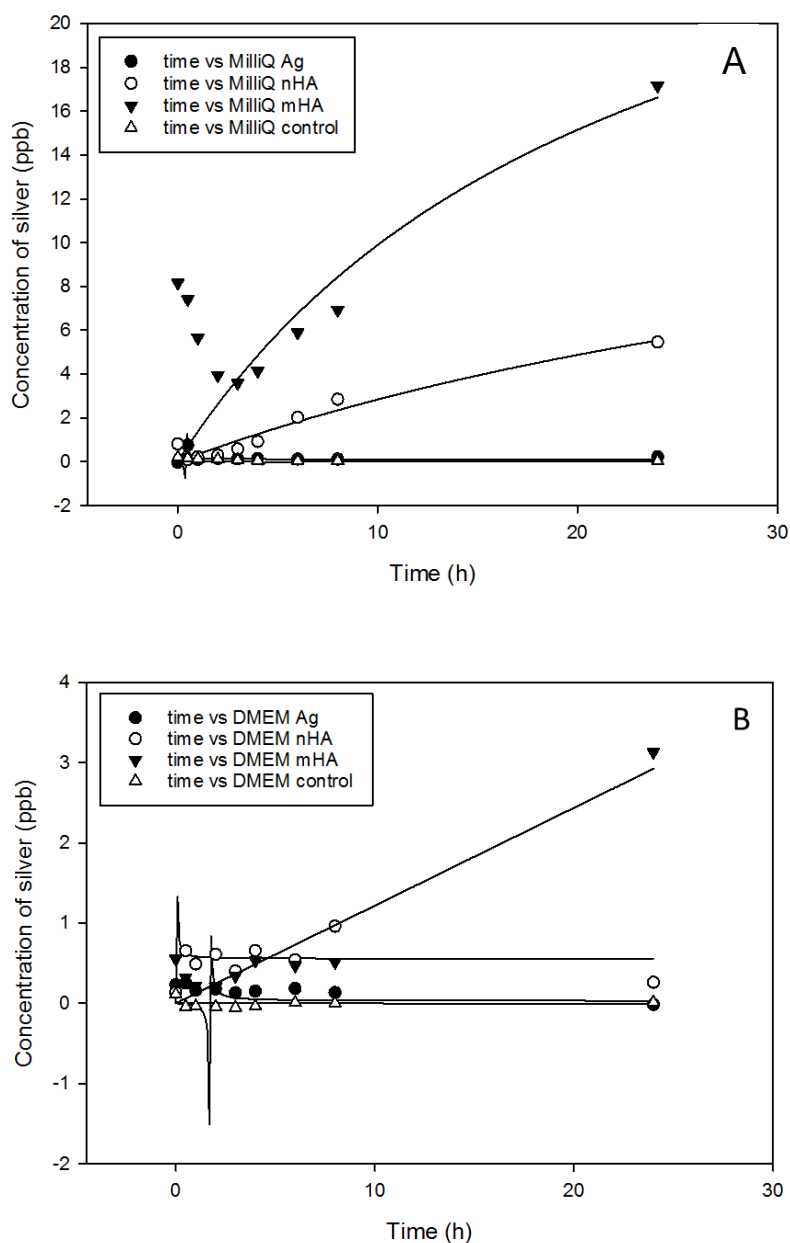 A
time vs MilliQ Ag
time vs MilliQ nHA
time vs MilliQ mHA
time vs MilliQ control
Concentration of silver (ppb)
20
18
16
14
12
10
8
6
4
2
0
-2
0
10
20
30
Time (h)
B
time vs DMEM Ag
time vs DMEM nHA
time vs DMEM mHA
time vs DMEM control
Concentration of silver (ppb)
4
3
2
1
0
-1
-2
0
10
20
30
Time (h)